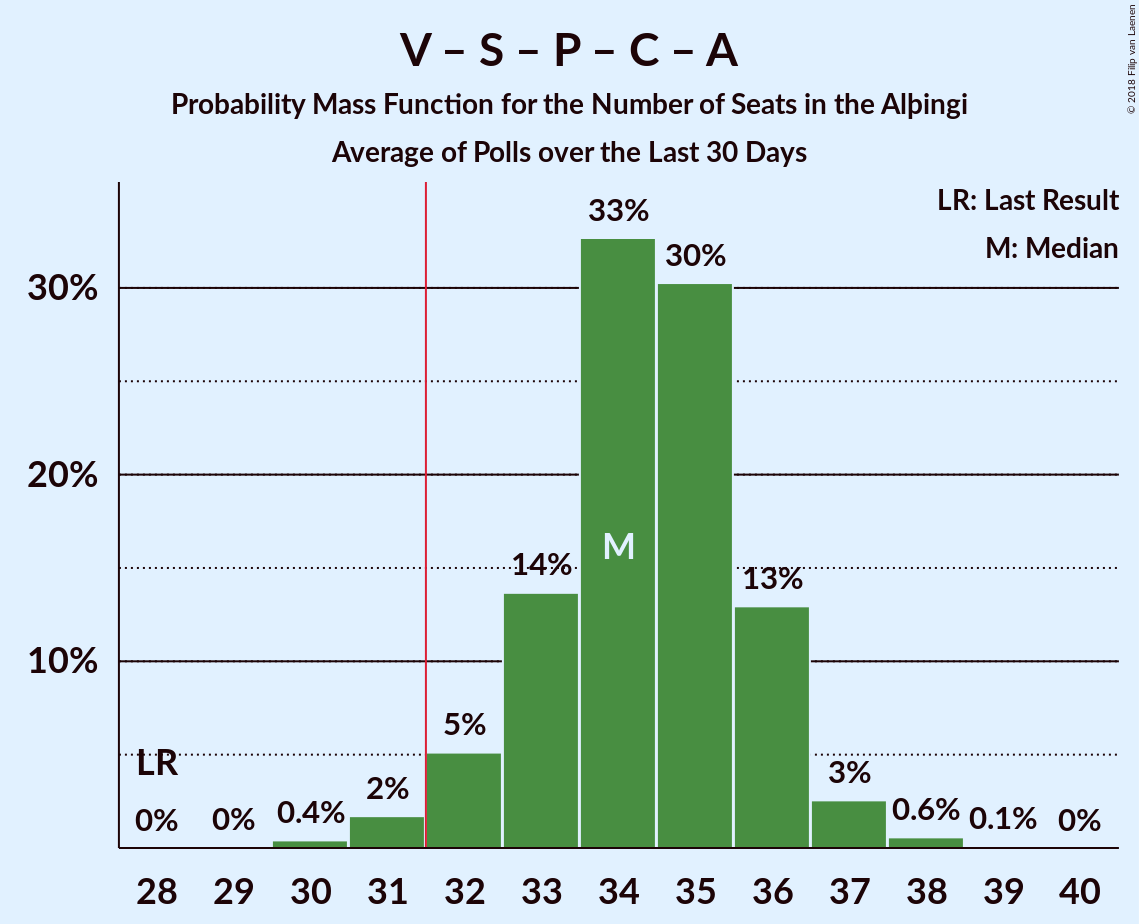 V – S – P – C – A
Probability Mass Function for the Number of Seats in the Alþingi
Average of Polls over the Last 30 Days
© 2018 Filip van Laenen
LR: Last Result
M: Median
30%
20%
10%
LR
0%
0%
0.4%
2%
5%
14%
33%
M
30%
13%
3%
0.6%
0.1%
0%
28 29 30 31 32 33 34 35 36 37 38 39 40